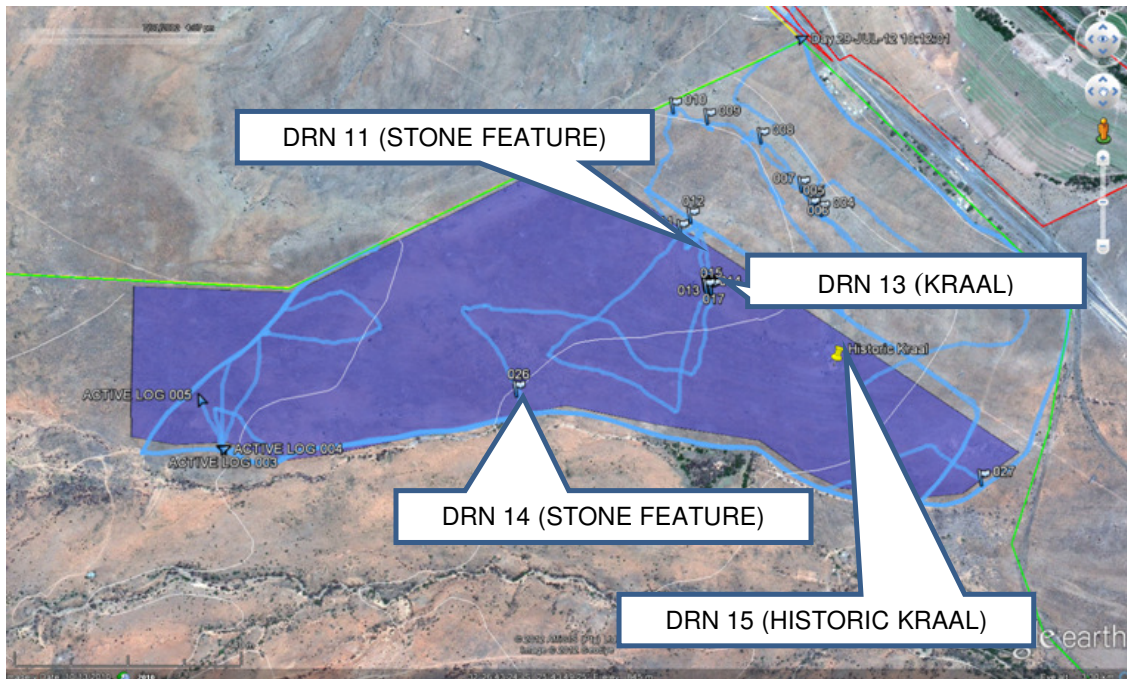 Day 29-JUL-12 10:12:01
010
009
008
DRN 11 (STONE FEATURE)
007
005
006
004
012
015
DRN 13 (KRAAL)
013
017
Historic Kraal
026
ACTIVE LOG 005
ACTIVE LOG 004
ACTIVE LOG 003
027
DRN 14 (STONE FEATURE)
DRN 15 (HISTORIC KRAAL)
earth